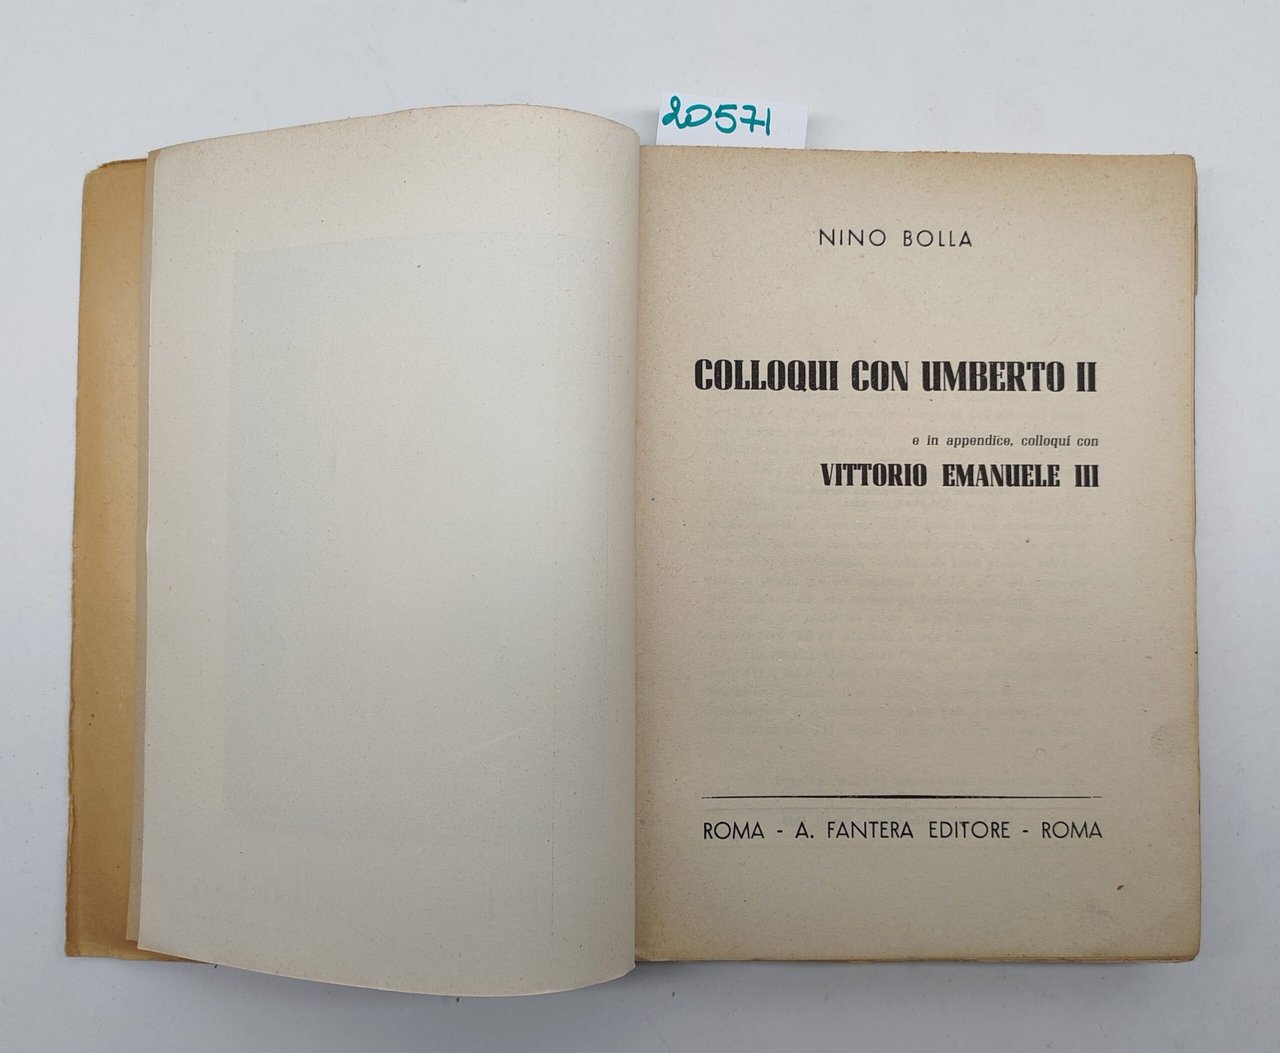 20571
NINO BOLLA
COLLOQUI CON UMBERTO II
e in appendice, colloqui con
VITTORIO EMANUELE III
ROMA - A. FANTERA EDITORE - ROMA